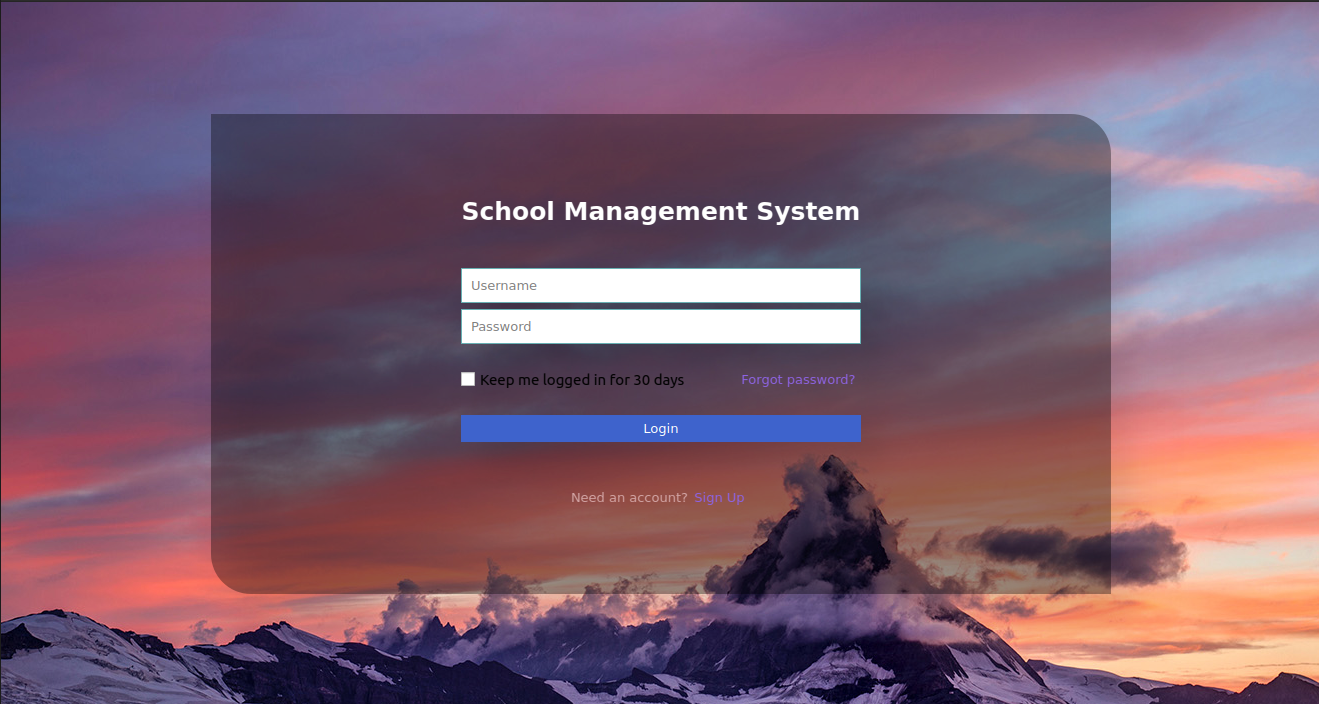 School Management System
Username
Password
Keep me logged in for 30 days Forgot password?
Login
Need an account? Sign Up